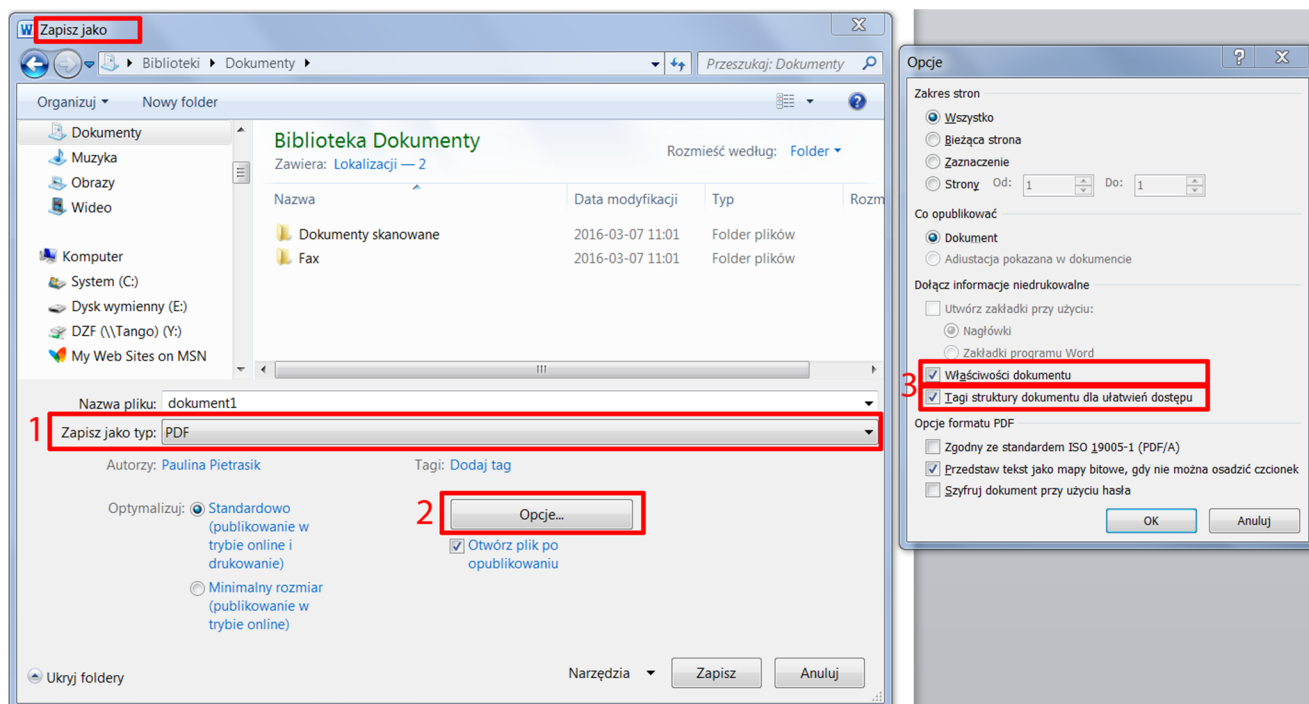 Zapisz jako
Biblioteki Dokumenty
Przeszukaj: Dokumenty
Organizuj Nowy folder
Dokumenty
Muzyka
Obrazy
Wideo
Komputer
System (C:)
Dysk wymienny (E:)
DZF (\\Tango) (Y:)
My Web Sites on MSN
Biblioteka Dokumenty
Zawiera: Lokalizacji — 2
Rozmieść według: Folder
Nazwa Data modyfikacji Typ Rozm
Dokumenty skanowane 2016-03-07 11:01 Folder plików
Fax 2016-03-07 11:01 Folder plików
Nazwa pliku: dokument1
1 Zapisz jako typ: PDF
Autorzy: Paulina Pietrasik Tagi: Dodaj tag
Optymalizuj: Standardowo
(publikowanie w
trybie online i
drukowanie)
Minimalny rozmiar
(publikowanie w
trybie online)
2 Opcje...
Otwórz plik po
opublikowaniu
Ukryj foldery
Narzędzia Zapisz Anuluj
Opcje
Zakres stron
Wszystko
Bieżąca strona
Zaznaczenie
Strony Od: 1 Do: 1
Co opublikować
Dokument
Adiustacja pokazana w dokumencie
Dołącz informacje niedrukowalne
Utwórz zakładki przy użyciu:
Nagłówki
Zakładki programu Word
3 Właściwości dokumentu
Tagi struktury dokumentu dla ułatwień dostępu
Opcje formatu PDF
Zgodny ze standardem ISO 19005-1 (PDF/A)
Przedstaw tekst jako mapy bitowe, gdy nie można osadzić czcionek
Szyfruj dokument przy użyciu hasła
OK Anuluj